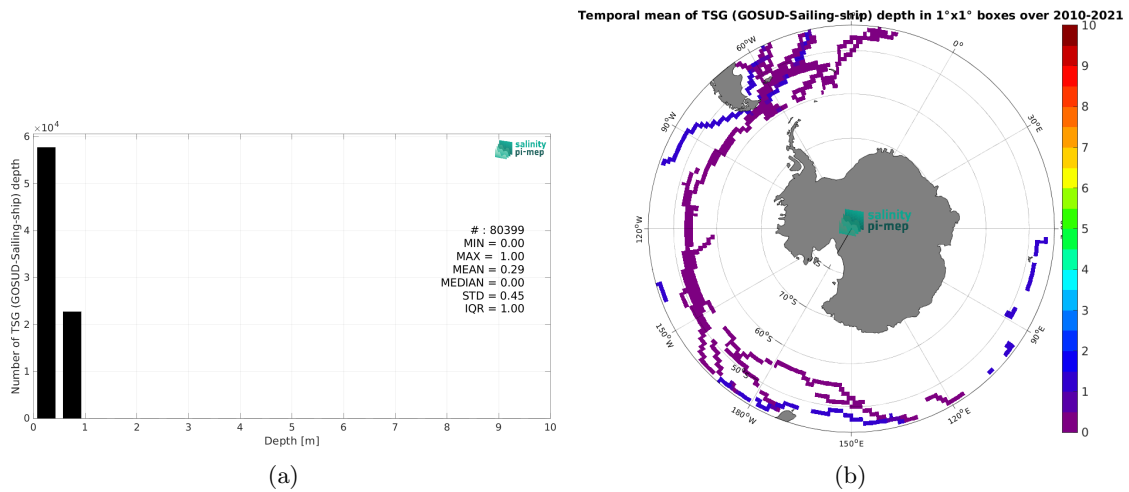 Temporal mean of TSG (GOSUD-Sailing-ship) depth in 1°x1° boxes over 2010-2021
×10⁴
6
5
4
3
2
1
0
Number of TSG (GOSUD-Sailing-ship) depth
salinity
pi-mep
# : 80399
MIN = 0.00
MAX = 1.00
MEAN = 0.29
MEDIAN = 0.00
STD = 0.45
IQR = 1.00
0 1 2 3 4 5 6 7 8 9 10
Depth [m]
(a)
60°W
0°
30°E
90°E
120°E
150°E
180°W
150°W
120°W
90°W
70°S
60°S
50°S
salinity
pi-mep
10
9
8
7
6
5
4
3
2
1
0
(b)